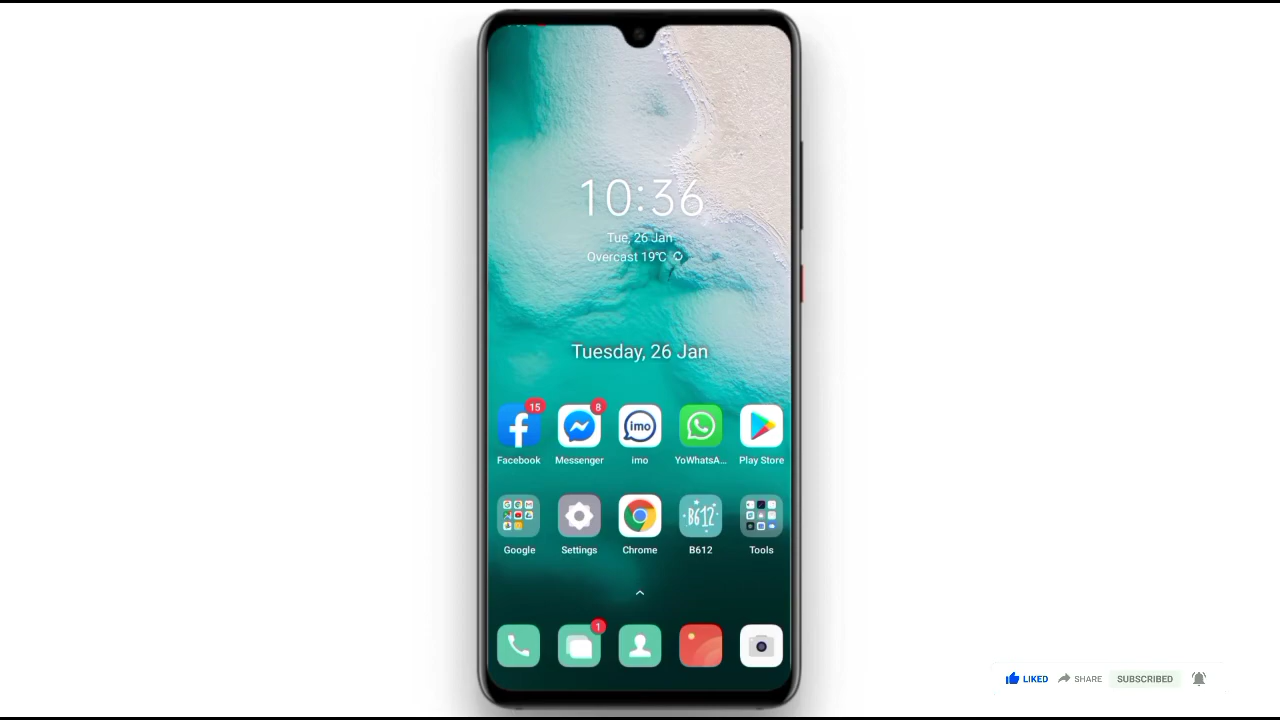 10:36
Tue, 26 Jan
Overcast 19°C
Tuesday, 26 Jan
15
8
imo
Facebook
Messenger
imo
YoWhatsA...
Play Store
B612
Google
Settings
Chrome
B612
Tools
1
LIKED
SHARE
SUBSCRIBED